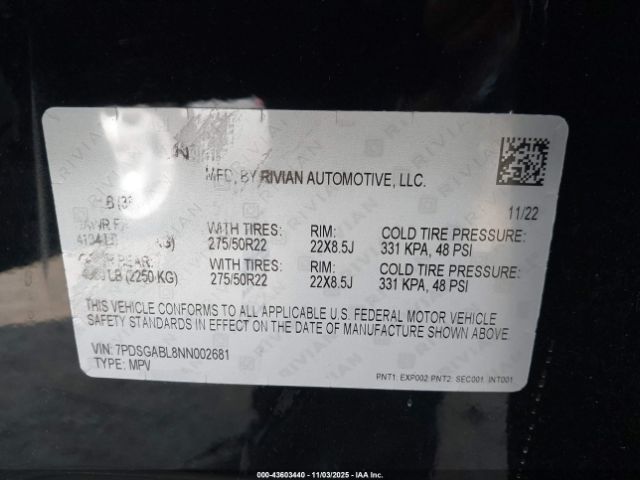 MFD. BY RIVIAN AUTOMOTIVE, LLC.
11/22
WITH TIRES: RIM: COLD TIRE PRESSURE:
275/50R22 22X8.5J 331 KPA, 48 PSI
WITH TIRES: RIM: COLD TIRE PRESSURE:
LB (2250 KG) 275/50R22 22X8.5J 331 KPA, 48 PSI
THIS VEHICLE CONFORMS TO ALL APPLICABLE U.S. FEDERAL MOTOR VEHICLE
SAFETY STANDARDS IN EFFECT ON THE DATE OF MANUFACTURE SHOWN ABOVE.
VIN: 7PDSGABL8NN002681
TYPE: MPV
PNT1: EXP002 PNT2: SEC001 INT001
000-43603440 - 11/03/2025 - IAA Inc.